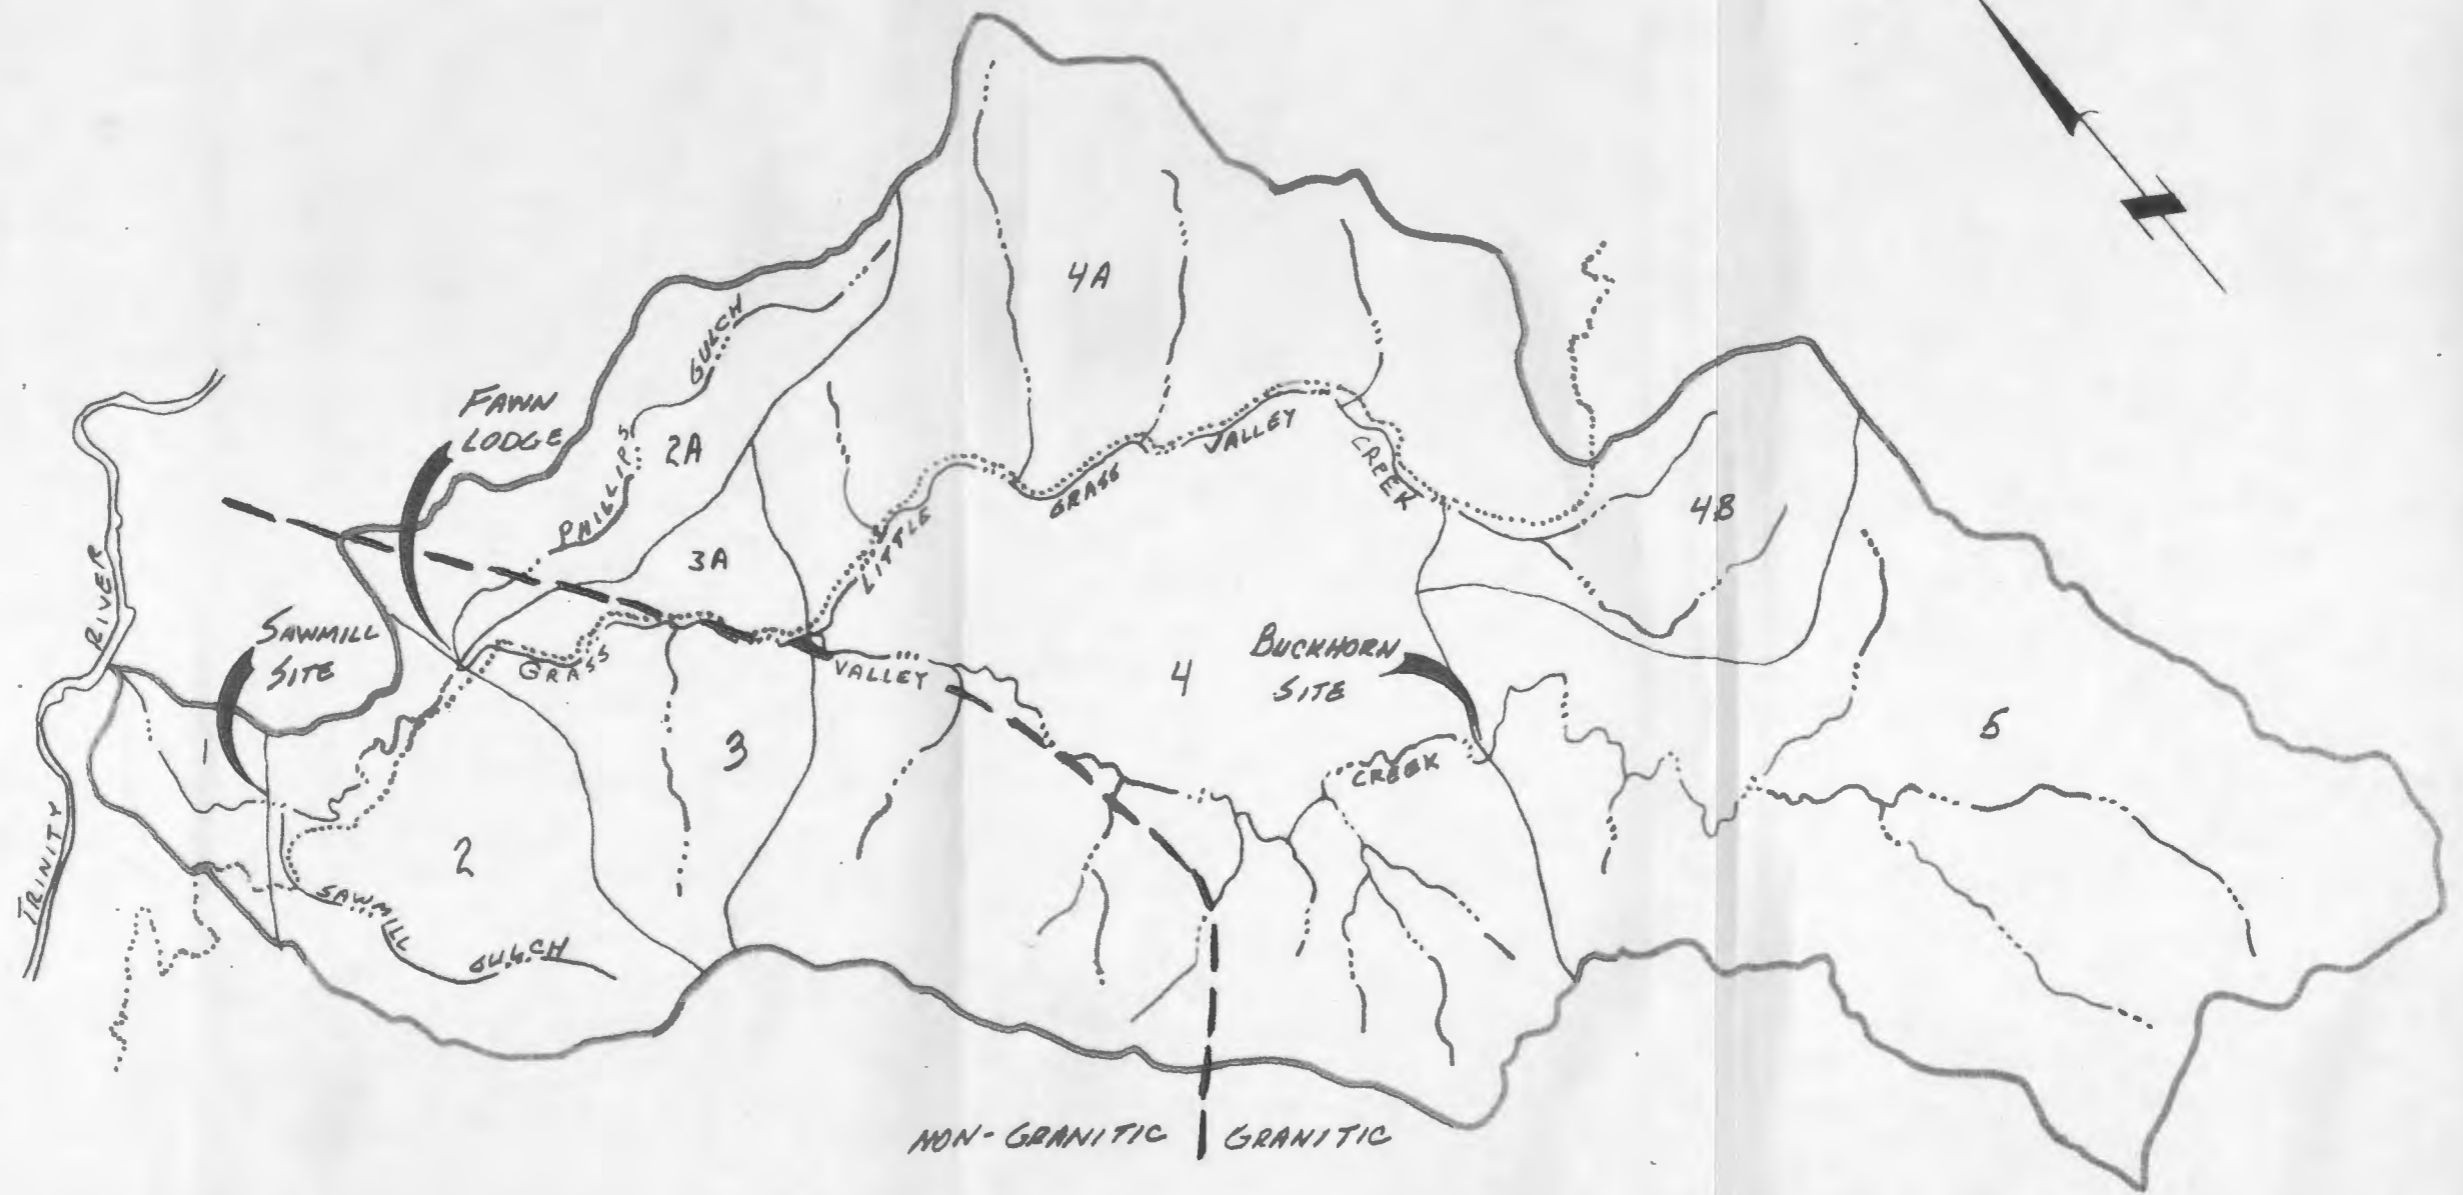 4A
GULCH
FAWN
LODGE
PHILLIPS
2A
GRASS
VALLEY
CREEK
4B
3A
LITTLE
RIVER
SAWMILL
SITE
GRASS
VALLEY
4
BUCKHORN
SITE
5
1
3
CREEK
TRINITY
2
SAWMILL
GULCH
NON-GRANITIC
GRANITIC